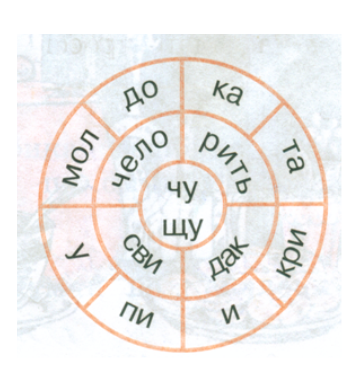 до
ка
та
кри
и
пи
у
мол
чело
рить
дак
сви
чу
щу